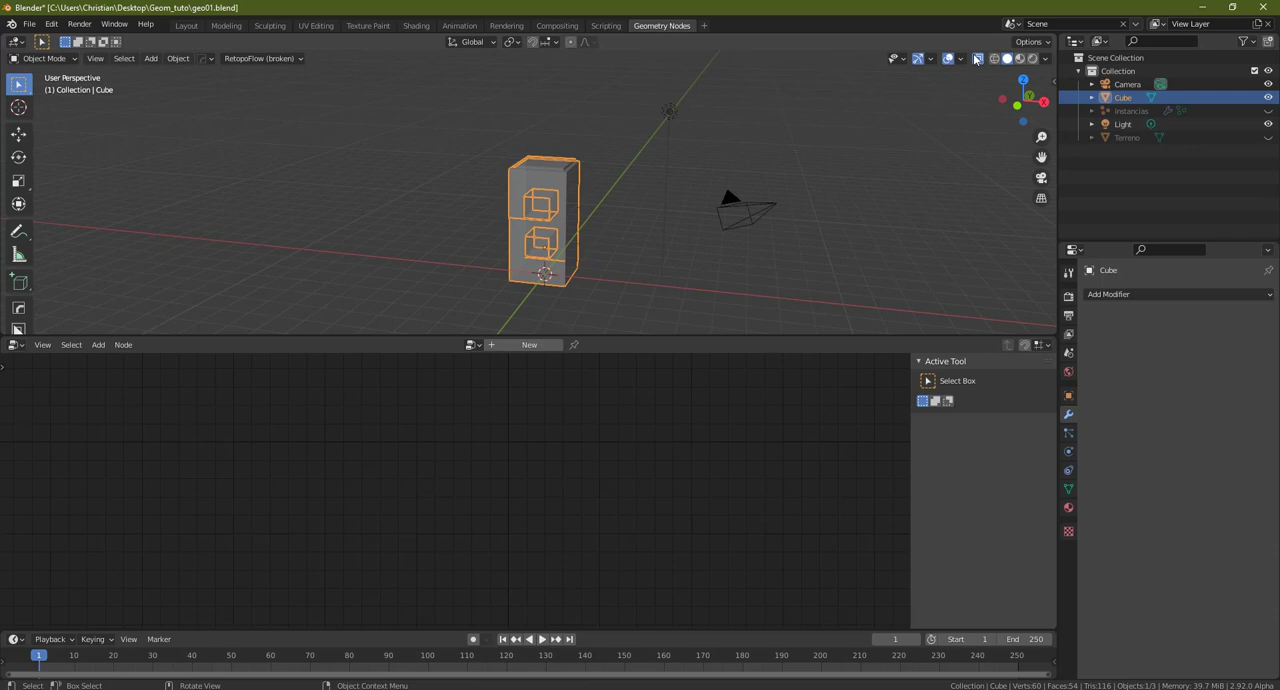 Blender* [C:\Users\Christian\Desktop\Geom_tuto\geo01.blend]
File Edit Render Window Help Layout Modeling Sculpting UV Editing Texture Paint Shading Animation Rendering Compositing Scripting Geometry Nodes + Scene View Layer
Global Options
Object Mode View Select Add Object RetopoFlow (broken)
User Perspective
(1) Collection | Cube
Z
Y
X
Scene Collection
Collection
Camera
Cube
Instancias
Light
Terreno
Cube
Add Modifier
View Select Add Node + New
Active Tool
Select Box
Playback Keying View Marker 1 Start 1 End 250
1 10 20 30 40 50 60 70 80 90 100 110 120 130 140 150 160 170 180 190 200 210 220 230 240 250
Select Box Select Rotate View Object Context Menu Collection | Cube | Verts:60 | Faces:54 | Tris:116 | Objects:1/3 | Memory: 39.7 MiB | 2.92.0 Alpha